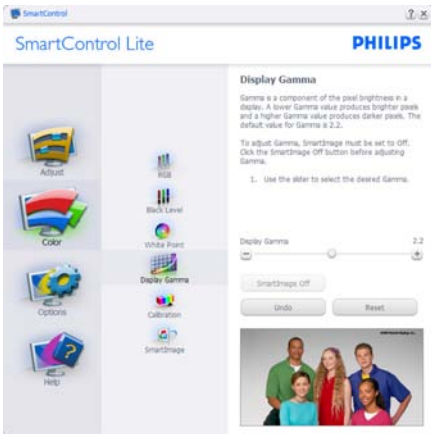 SmartControl
SmartControl Lite
PHILIPS
Adjust
Color
Options
Help
RGB
Black Level
White Point
Display Gamma
Calibration
SmartImage
Display Gamma
Gamma is a component of the pixel brightness in a
display. A lower Gamma value produces brighter pixels
and a higher Gamma value produces darker pixels. The
default value for Gamma is 2.2.
To adjust Gamma, SmartImage must be set to Off.
Click the SmartImage Off button before adjusting
Gamma.
1. Use the slider to select the desired Gamma.
Display Gamma
2.2
SmartImage Off
Undo
Reset